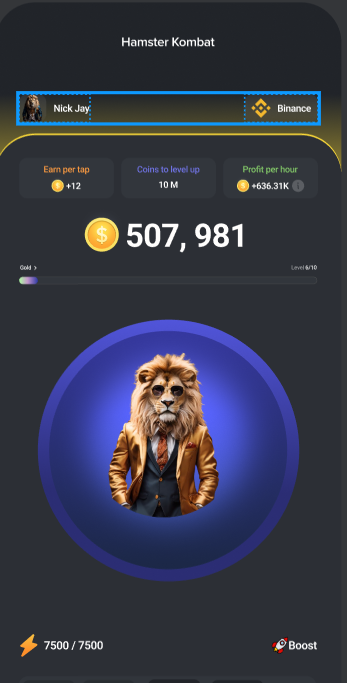 Hamster Kombat
Nick Jay
Binance
Earn per tap
Coins to level up
Profit per hour
+12
10 M
+636.31K
507, 981
Gold >
Level 6/10
7500 / 7500
Boost